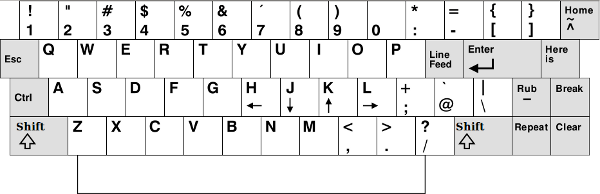 ! " # $ % & ' ( ) * = { } Home
1 2 3 4 5 6 7 8 9 0 : - [ ] ~ ^
Esc Q W E R T Y U I O P Line Feed Enter Here is
Ctrl A S D F G H ← J ↓ K ↑ L → + ; ` @ | \ Rub — Break
Shift Z X C V B N M < , > . ? / Shift Repeat Clear